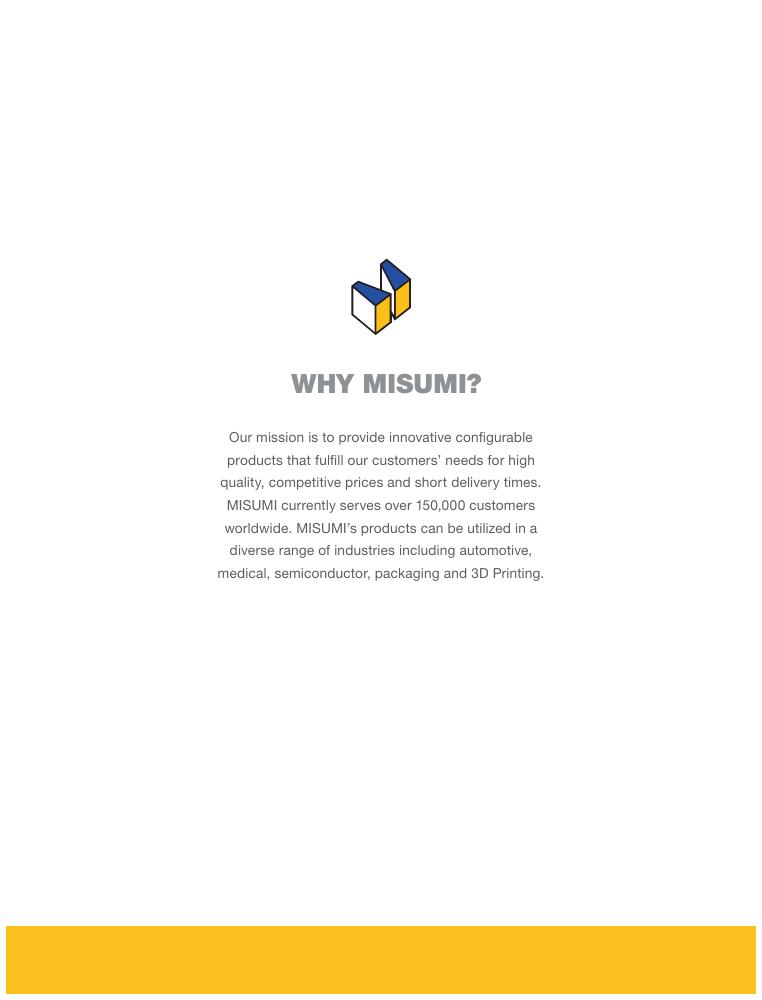 WHY MISUMI?
Our mission is to provide innovative configurable
products that fulfill our customers’ needs for high
quality, competitive prices and short delivery times.
MISUMI currently serves over 150,000 customers
worldwide. MISUMI’s products can be utilized in a
diverse range of industries including automotive,
medical, semiconductor, packaging and 3D Printing.